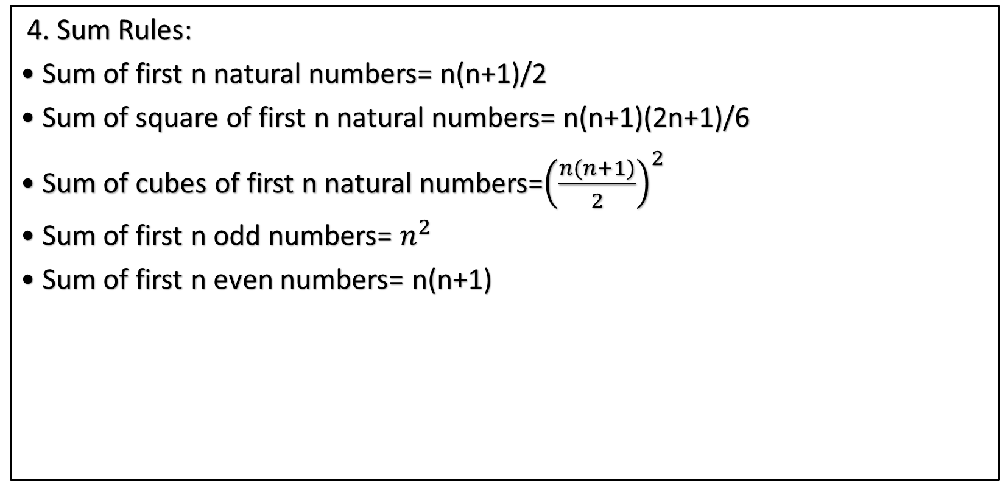 4. Sum Rules:
• Sum of first n natural numbers= n(n+1)/2
• Sum of square of first n natural numbers= n(n+1)(2n+1)/6
• Sum of cubes of first n natural numbers=$\left(\frac{n(n+1)}{2}\right)^2$
• Sum of first n odd numbers= $n^2$
• Sum of first n even numbers= n(n+1)